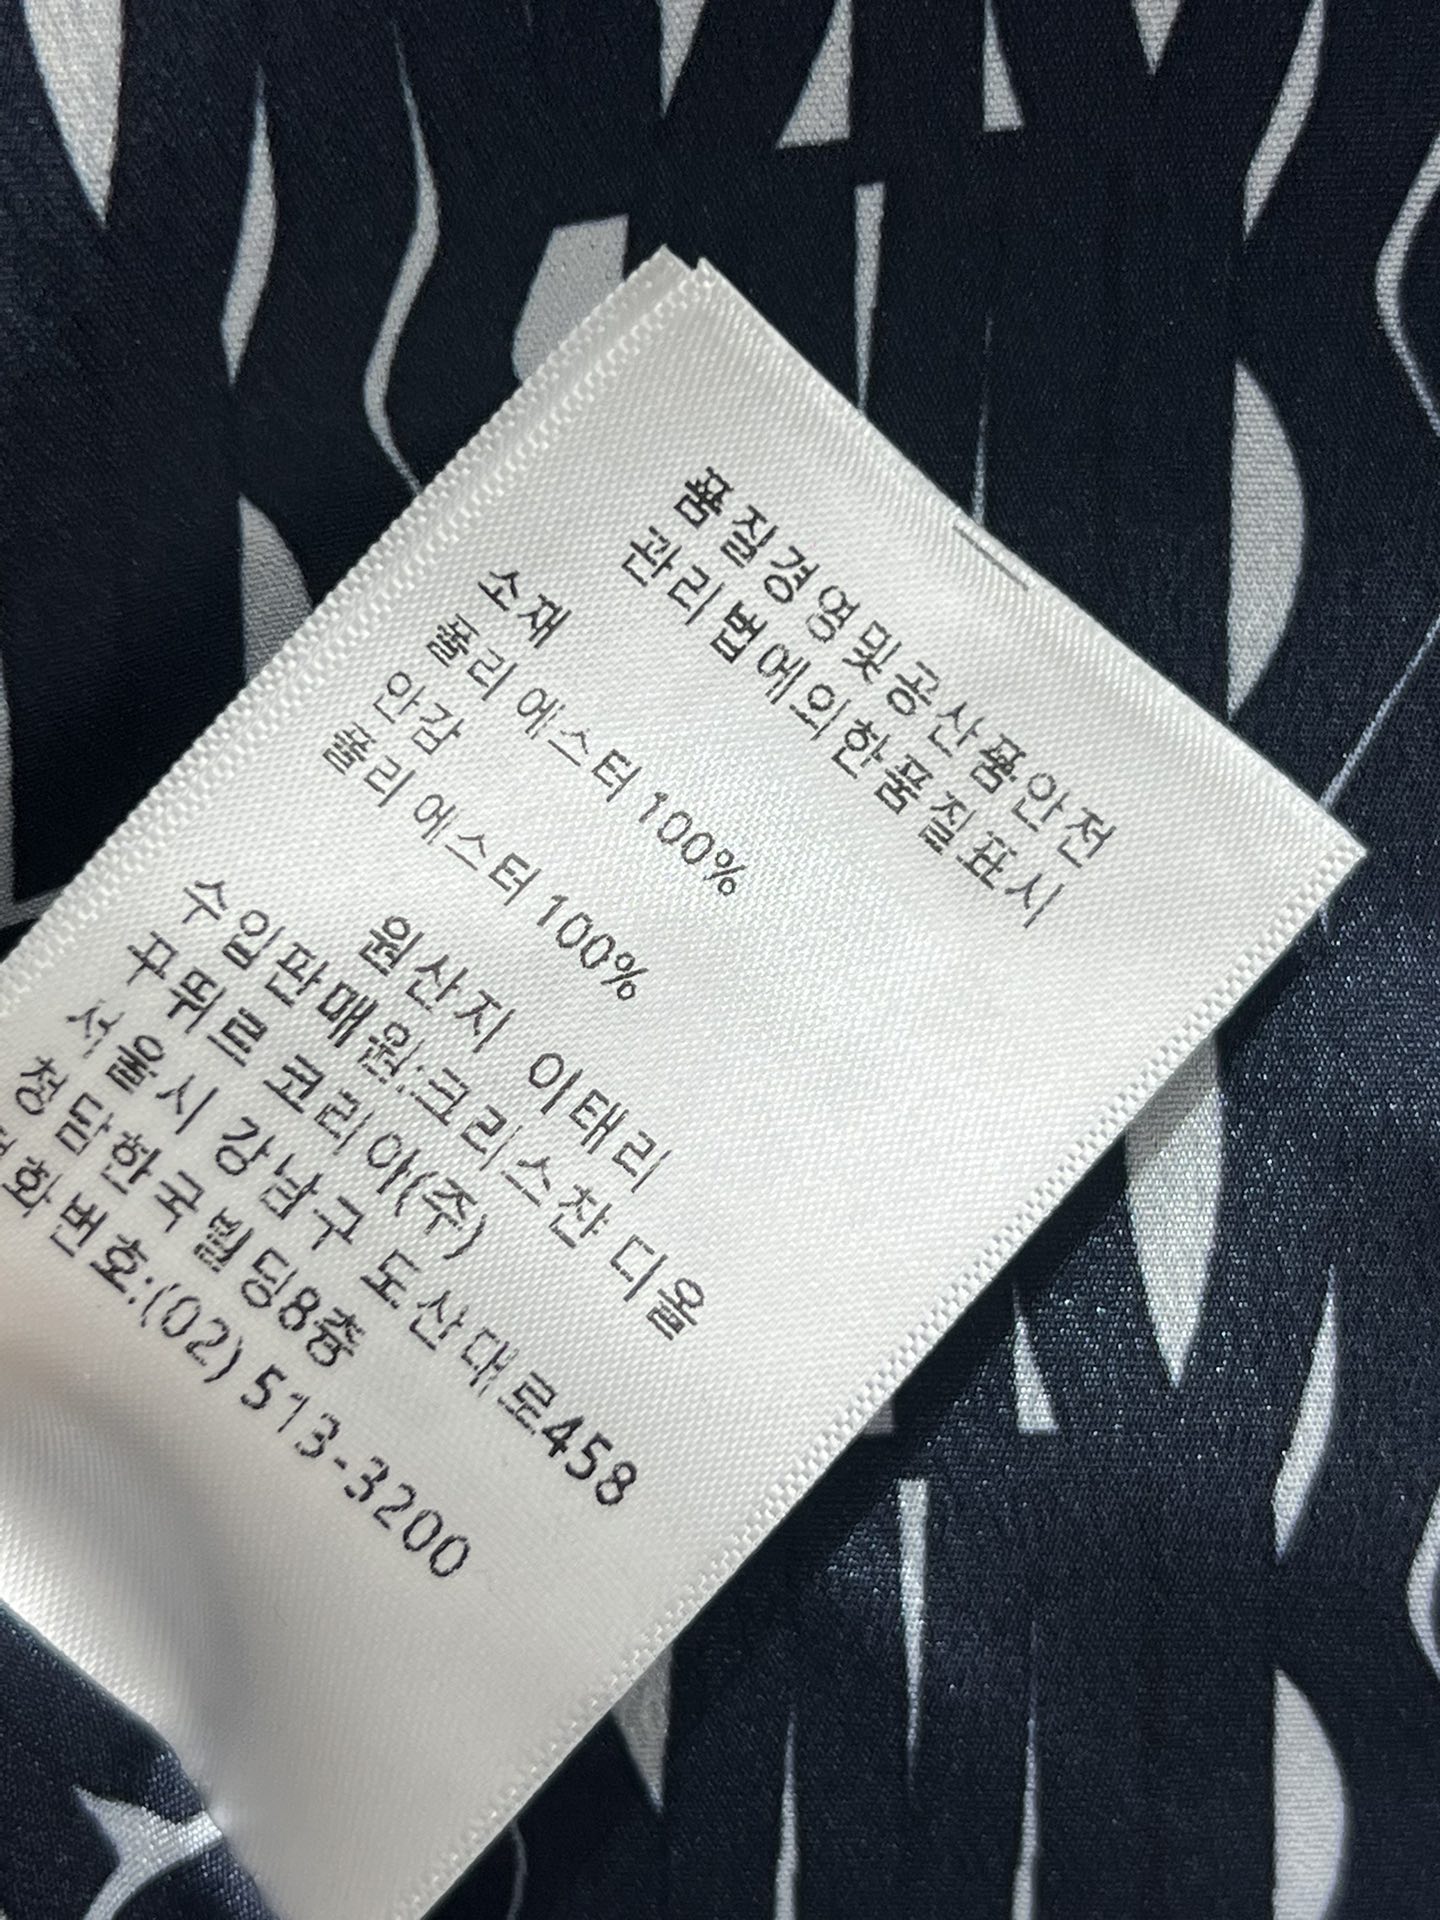 품질경영및공산품안전
관리법에의한품질표시
소재
폴리에스터 100%
안감
폴리에스터 100%
원산지 이태리
수입판매원:크리스챤 디올
꾸뛰르 코리아(주)
서울시 강남구 도산대로458
청담한국빌딩8층
전화번호:(02) 513-3200